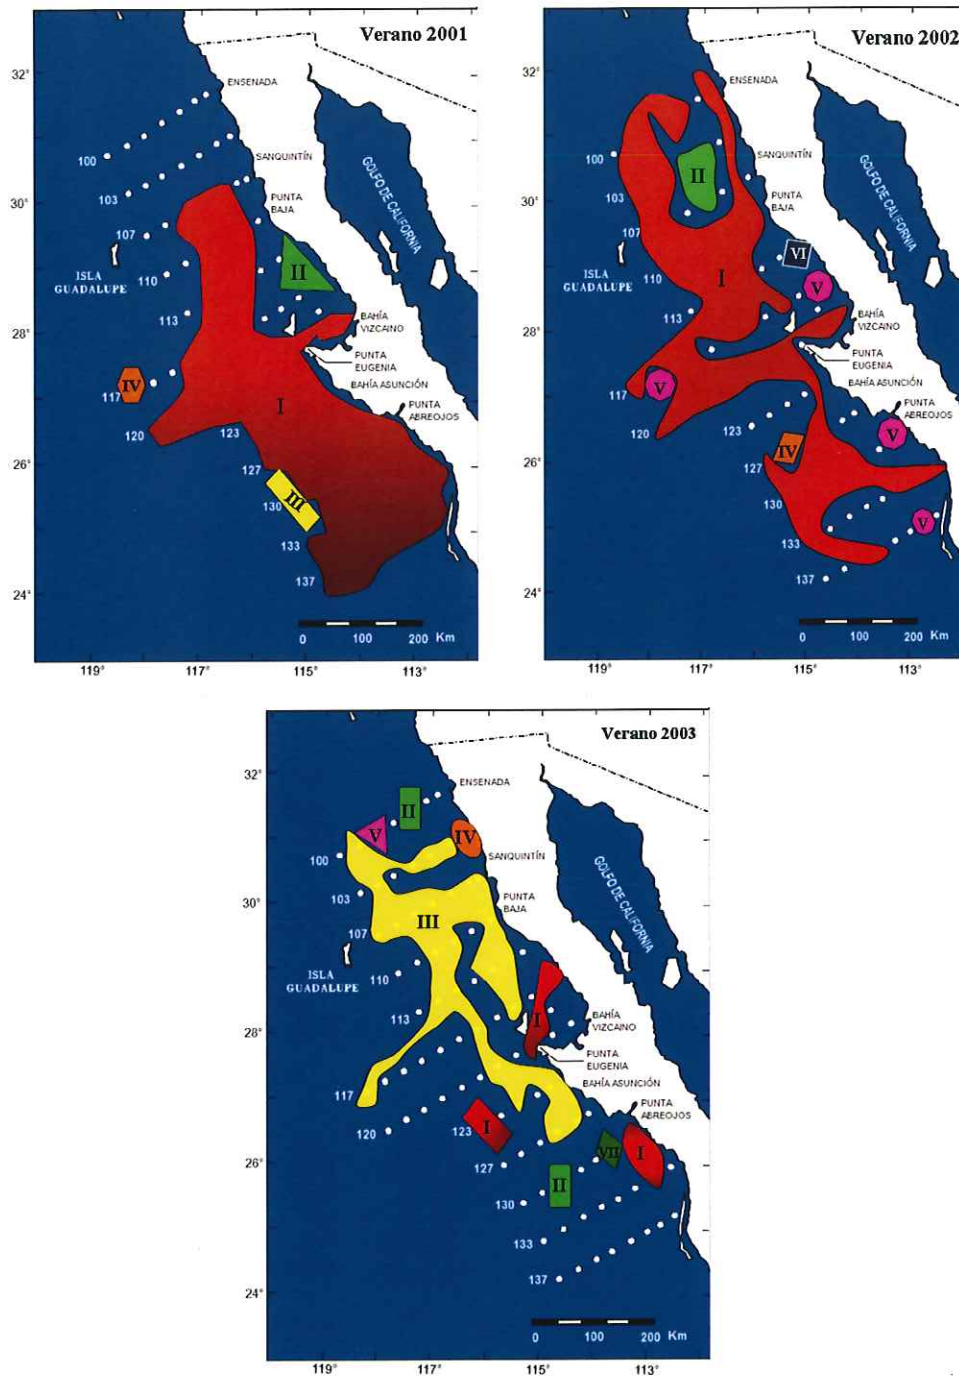 Verano 2001
32°
ENSENADA
100
SANQUINTÍN
103
30°
PUNTA
BAJA
107
GOLFO DE CALIFORNIA
ISLA
GUADALUPE
110
II
113
BAHÍA
VIZCAINO
28°
PUNTA
EUGENIA
IV
117
BAHÍA ASUNCIÓN
PUNTA
ABREOJOS
I
120
123
26°
127
III
130
133
137
24°
0 100 200 Km
119° 117° 115° 113°
Verano 2002
32°
ENSENADA
100
SANQUINTÍN
II
103
30°
PUNTA
BAJA
107
GOLFO DE CALIFORNIA
VI
ISLA
GUADALUPE
110
I
V
113
BAHÍA
VIZCAINO
28°
PUNTA
EUGENIA
V
117
BAHÍA ASUNCIÓN
PUNTA
ABREOJOS
120
123
V
IV
26°
127
130
V
133
137
24°
0 100 200 Km
119° 117° 115° 113°
Verano 2003
32°
ENSENADA
II
V
IV
100
SANQUINTÍN
103
30°
PUNTA
BAJA
III
107
GOLFO DE CALIFORNIA
ISLA
GUADALUPE
110
113
I
BAHÍA
VIZCAINO
28°
PUNTA
EUGENIA
BAHÍA ASUNCIÓN
117
PUNTA
ABREOJOS
120
123
I
VII
I
26°
127
II
130
133
137
24°
0 100 200 Km
119° 117° 115° 113°